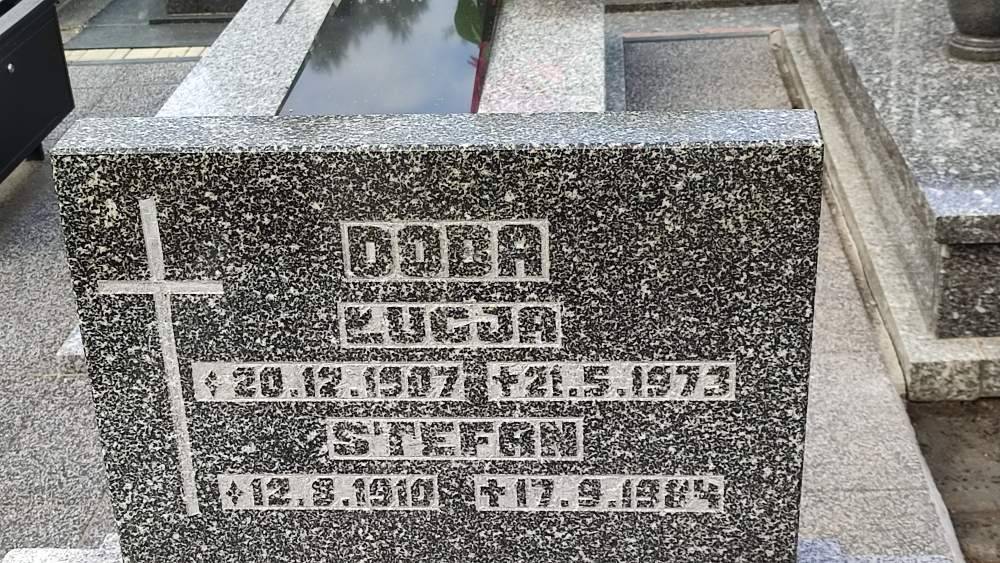 DOBA
ŁUCJA
♦20.12.1907 ✝21.5.1973
STEFAN
♦12.8.1910 ✝17.9.1984